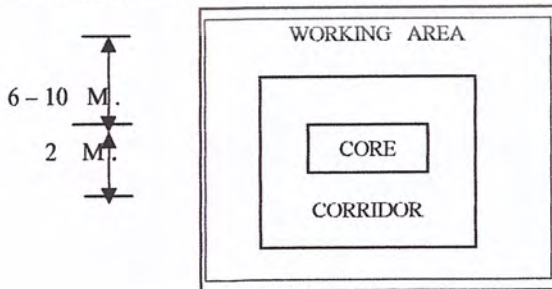 WORKING AREA
6 – 10 M.
2 M.
CORE
CORRIDOR